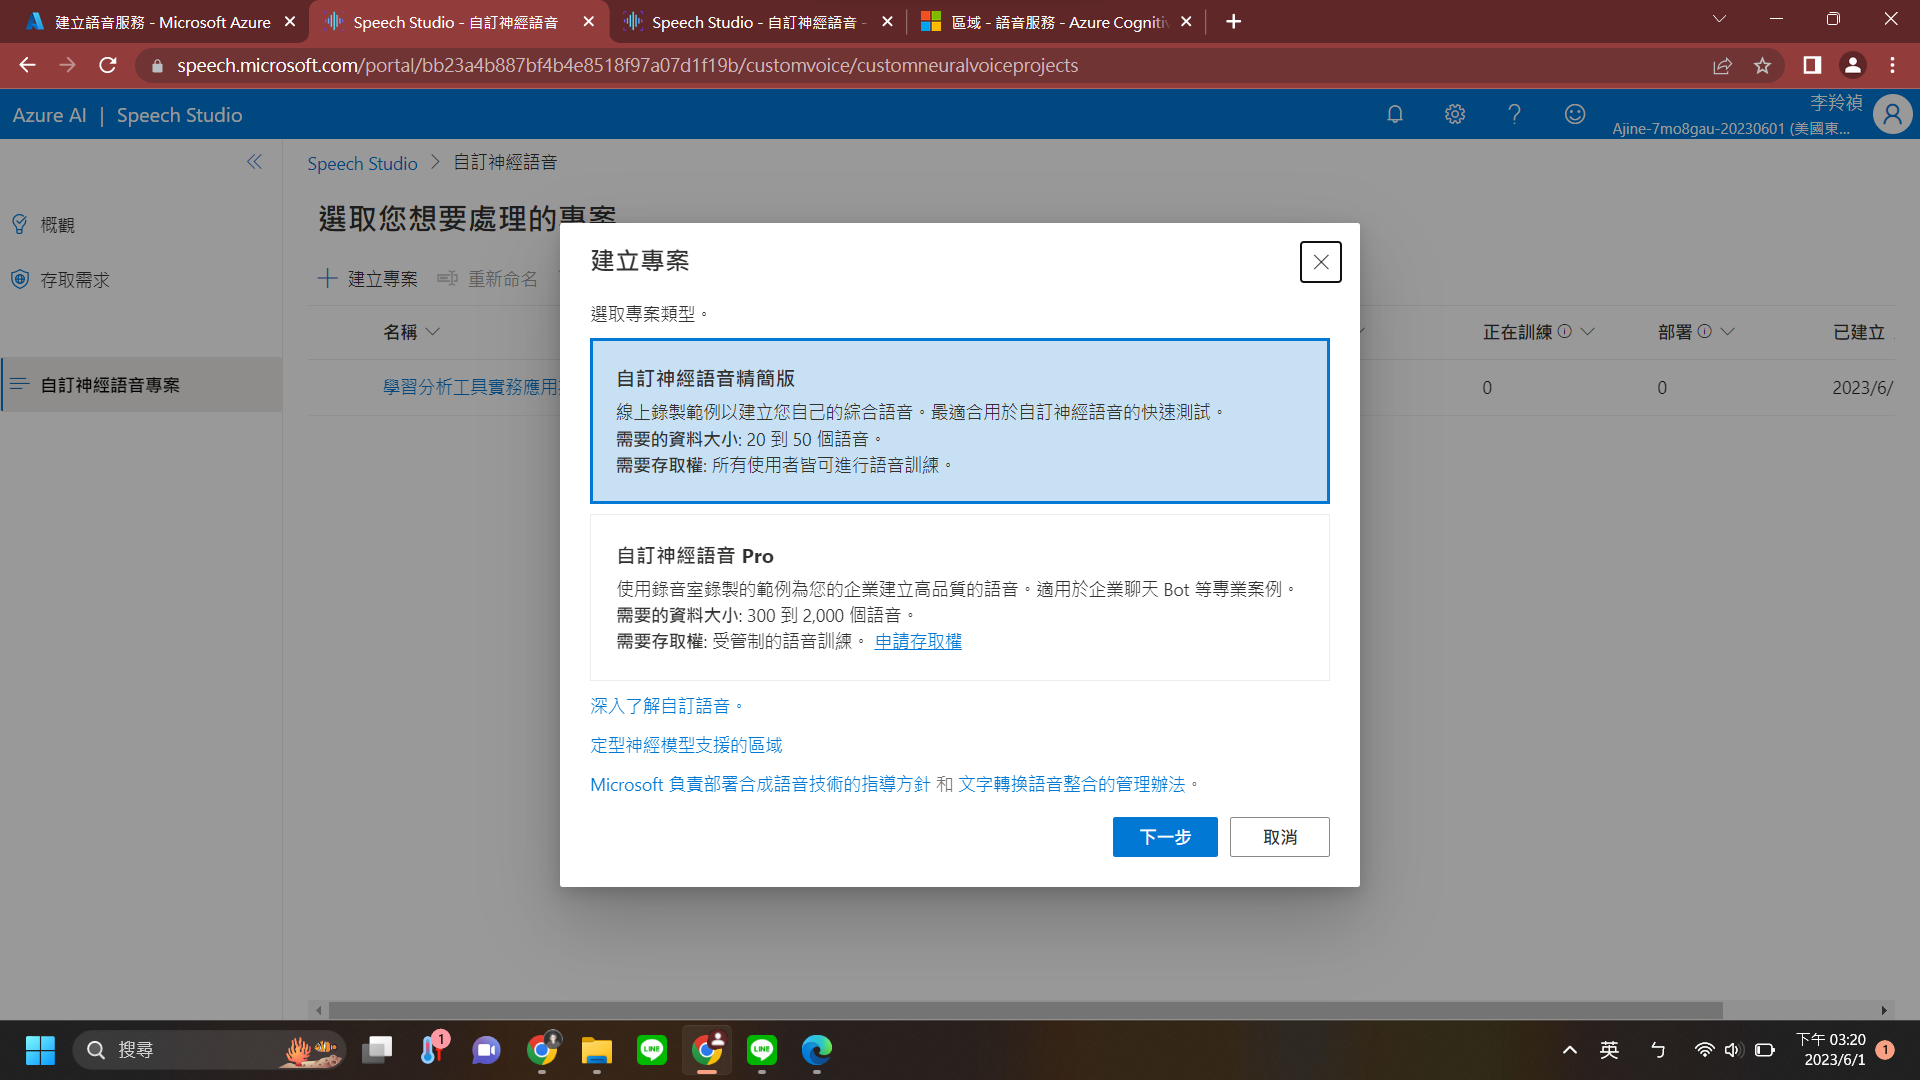 建立語音服務 - Microsoft Azure
Speech Studio - 自訂神經語音
Speech Studio - 自訂神經語音 -
區域 - 語音服務 - Azure Cogniti
speech.microsoft.com/portal/bb23a4b887bf4b4e8518f97a07d1f19b/customvoice/customneuralvoiceprojects
Azure AI | Speech Studio
李羚禎
Ajine-7mo8gau-20230601 (美國東...
Speech Studio > 自訂神經語音
選取您想要處理的專案
概觀
存取需求
自訂神經語音專案
建立專案
重新命名
名稱
正在訓練
部署
已建立
學習分析工具實務應用
0
0
2023/6/
建立專案
選取專案類型。
自訂神經語音精簡版
線上錄製範例以建立您自己的綜合語音。最適合用於自訂神經語音的快速測試。
需要的資料大小: 20 到 50 個語音。
需要存取權: 所有使用者皆可進行語音訓練。
自訂神經語音 Pro
使用錄音室錄製的範例為您的企業建立高品質的語音。適用於企業聊天 Bot 等專業案例。
需要的資料大小: 300 到 2,000 個語音。
需要存取權: 受管制的語音訓練。 申請存取權
深入了解自訂語音。
定型神經模型支援的區域
Microsoft 負責部署合成語音技術的指導方針 和 文字轉換語音整合的管理辦法。
下一步
取消
搜尋
1
LINE
LINE
英
ㄅ
下午 03:20
2023/6/1
1